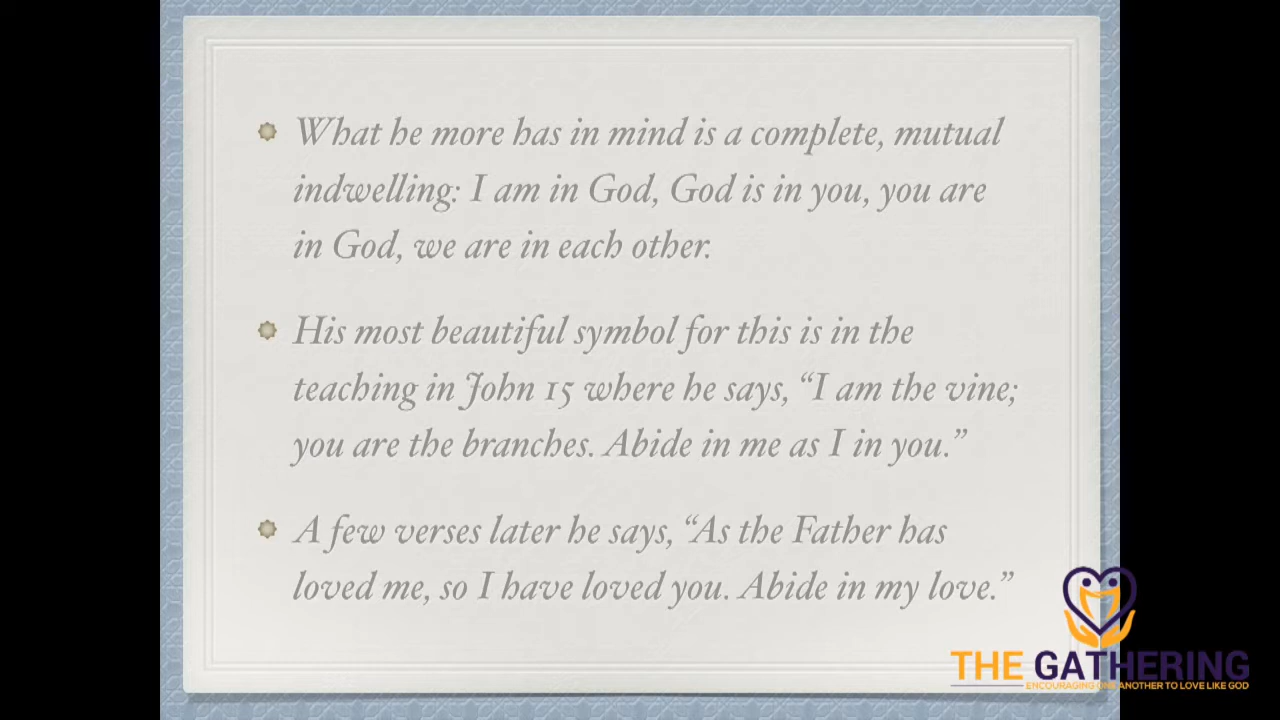 What he more has in mind is a complete, mutual
indwelling: I am in God, God is in you, you are
in God, we are in each other.
His most beautiful symbol for this is in the
teaching in John 15 where he says, “I am the vine;
you are the branches. Abide in me as I in you.”
A few verses later he says, “As the Father has
loved me, so I have loved you. Abide in my love.”
THE GATHERING
ENCOURAGING ONE ANOTHER TO LOVE LIKE GOD